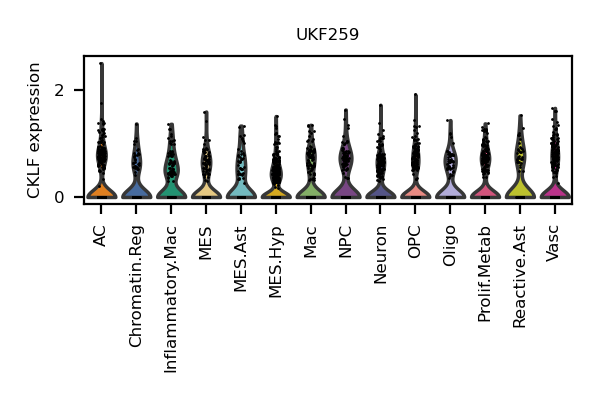 UKF259
CKLF expression
2
0
AC
Chromatin.Reg
Inflammatory.Mac
MES
MES.Ast
MES.Hyp
Mac
NPC
Neuron
OPC
Oligo
Prolif.Metab
Reactive.Ast
Vasc